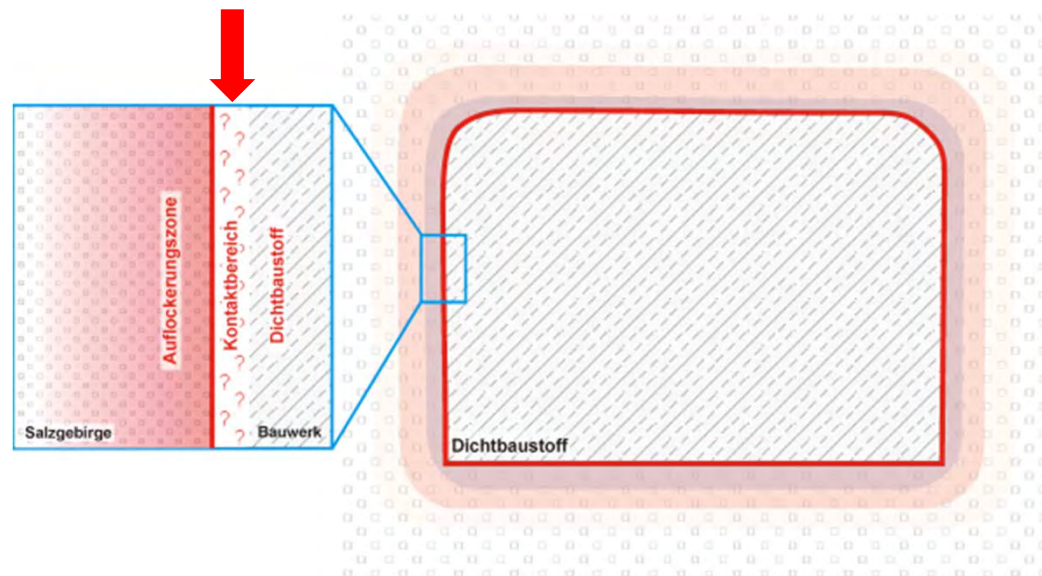 Auflockerungszone
Kontaktbereich
Dichtbaustoff
? ? ? ? ? ? ? ? ? ? ? ? ? ?
Salzgebirge
Bauwerk
Dichtbaustoff